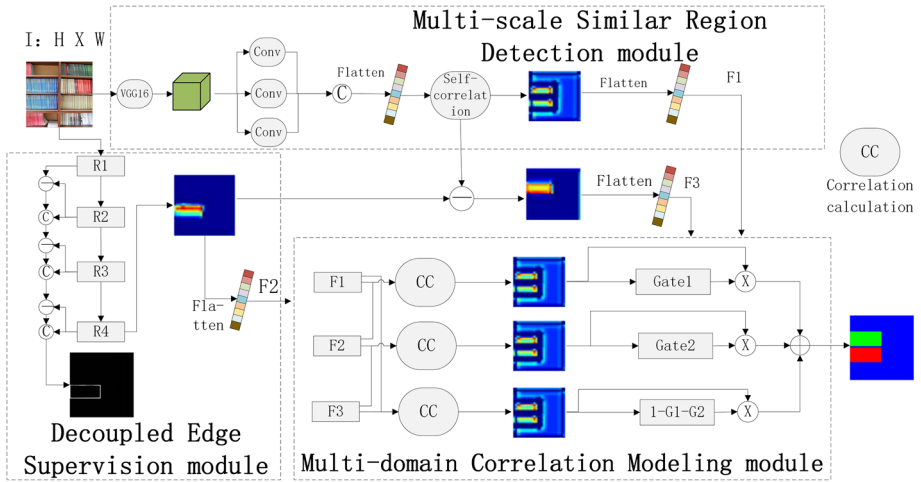 Multi-scale Similar Region
Detection module
I: H X W
VGG16
Conv
Conv
Conv
C
Flatten
Self-
correlat
ion
Flatten
F1
CC
Correlation
calculation
R1
R2
R3
R4
C
C
C
Fla-
tten
F2
Flatten
F3
F1
CC
Gate1
X
F2
CC
Gate2
X
F3
CC
1-G1-G2
X
Decoupled Edge
Supervision module
Multi-domain Correlation Modeling module